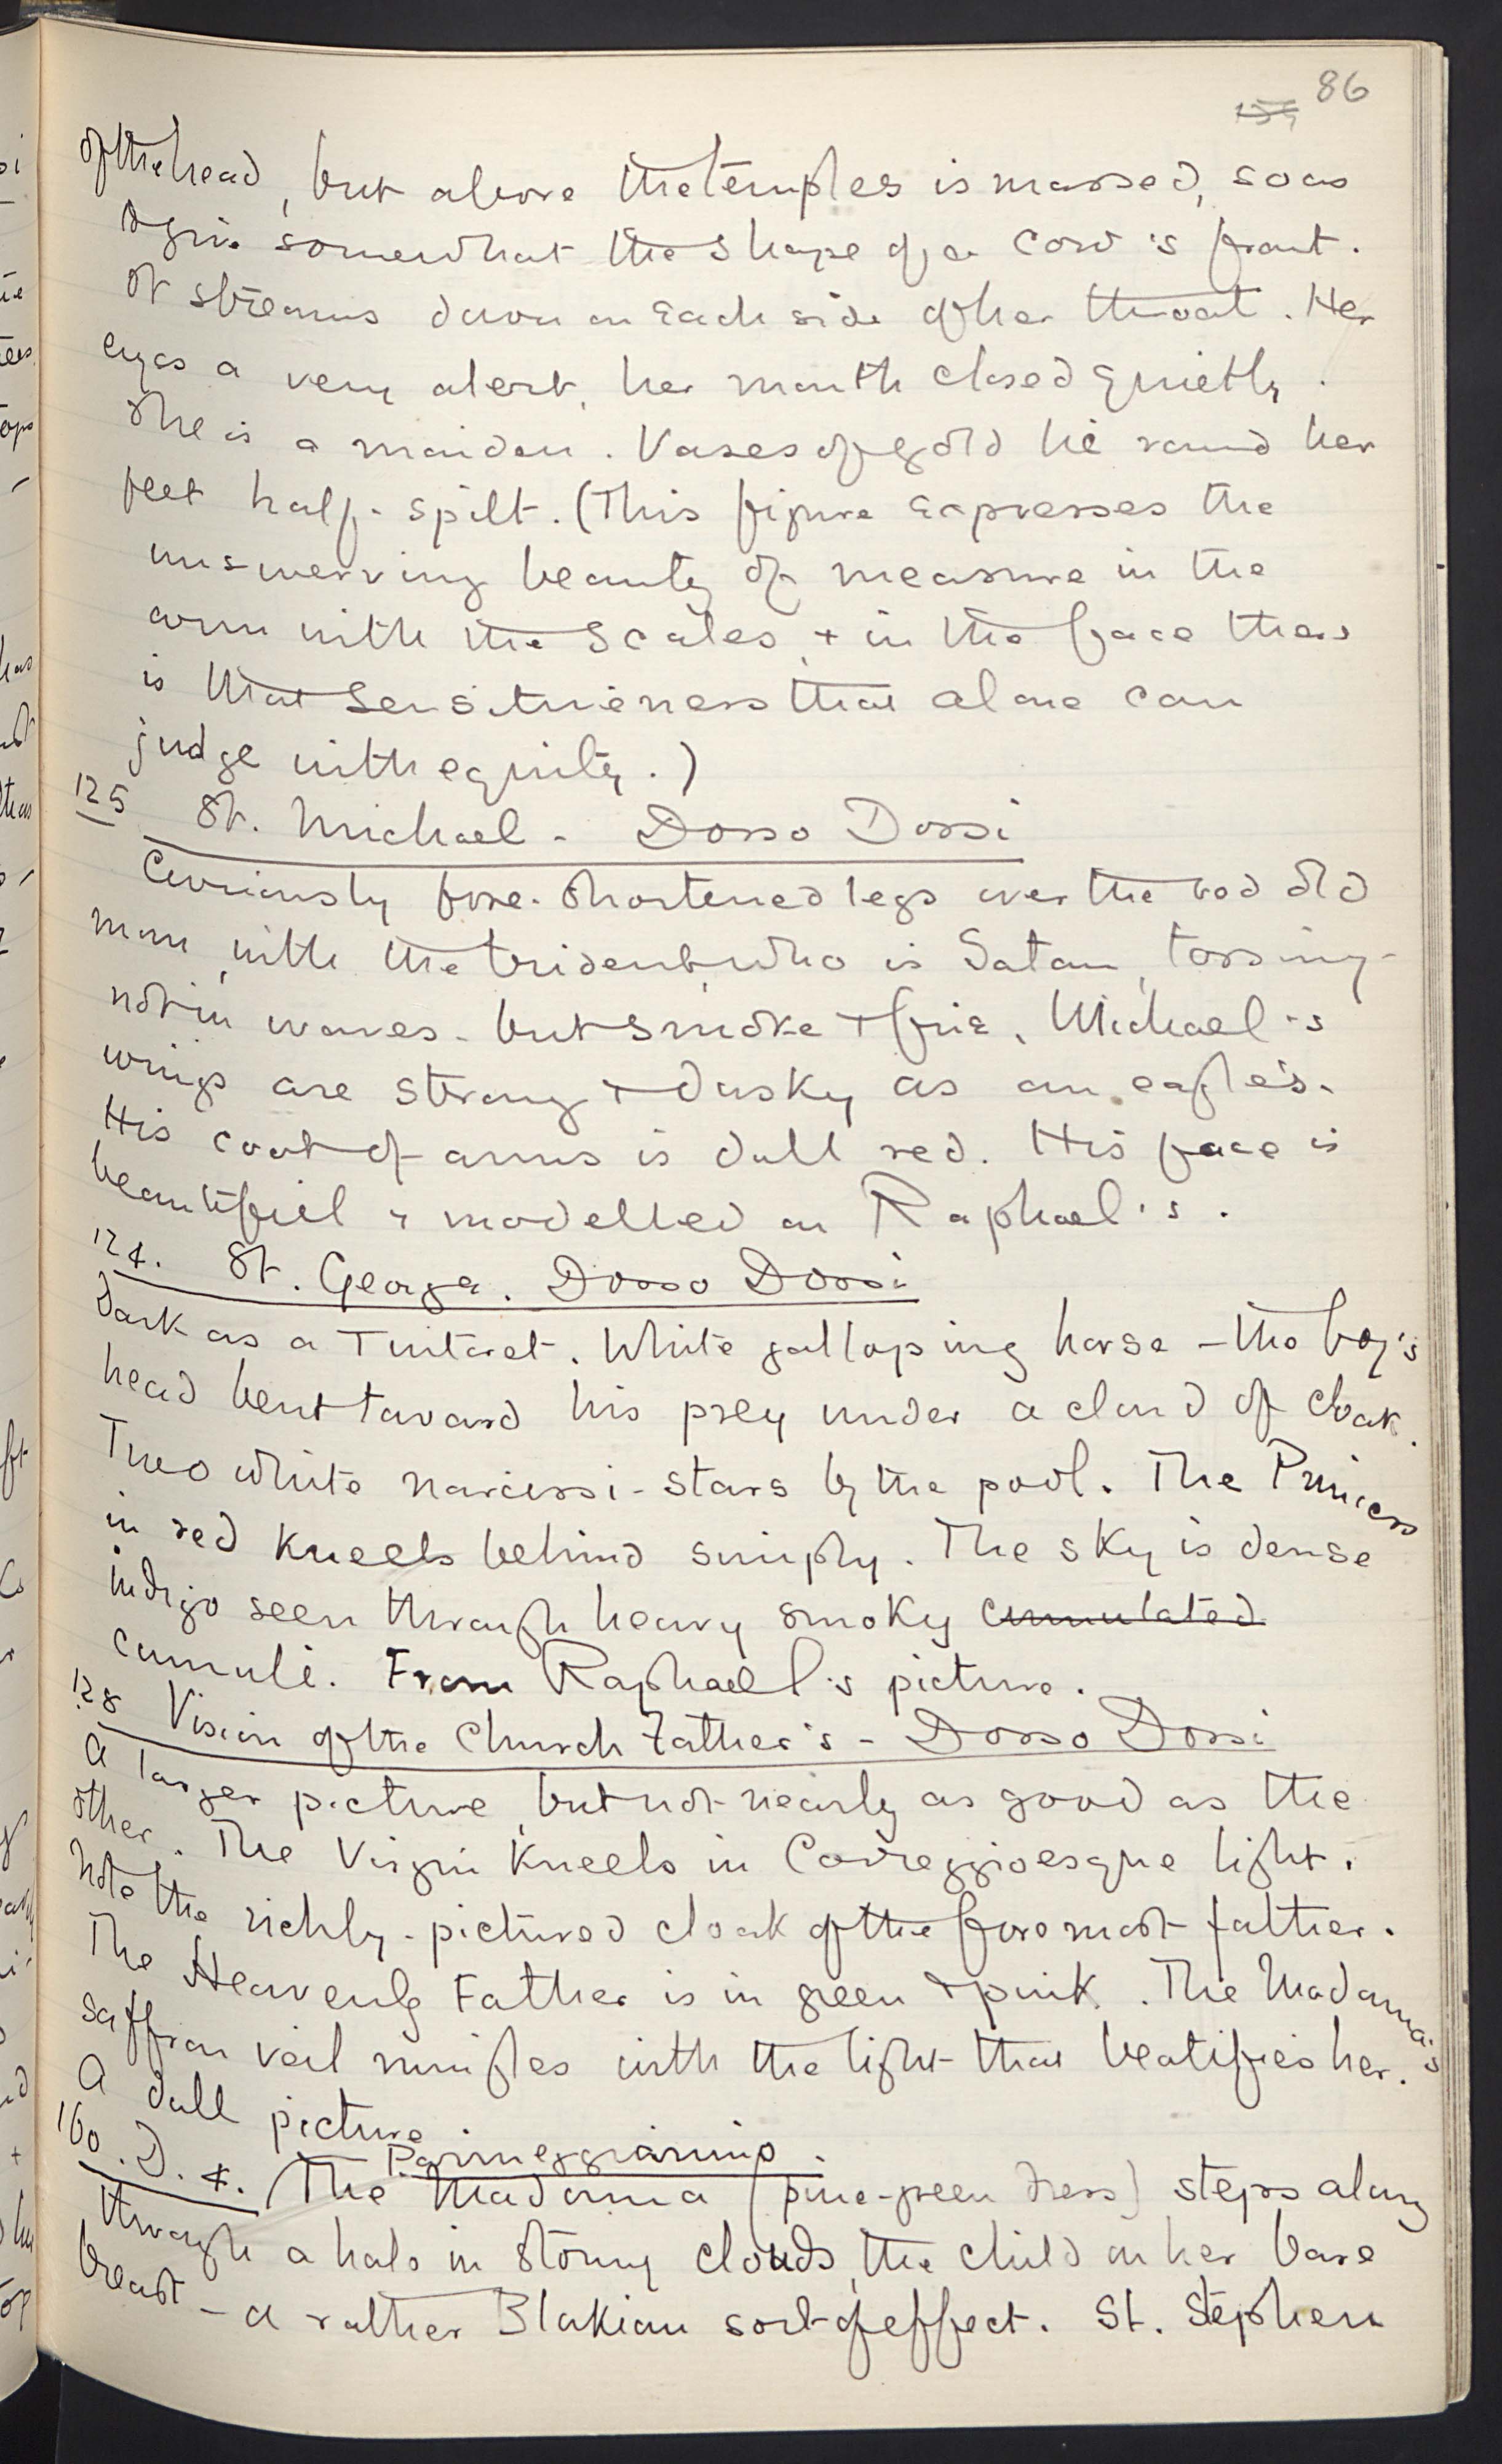 86
of the head, but above the temples is massed, so as
to give somewhat the shape of a cow's front.
It streams down on each side of her throat. Her
eyes a very alert, her mouth closed quietly.
She is a maiden. Vases of gold lie round her
feet half-spilt. (This figure expresses the
unswerving beauty of measure in the
arm with the scales, + in the face there
is that sensitiveness that alone can
judge with equity.)
125 St. Michael - Dosso Dossi
Curiously fore-shortened legs over the red old
man, with the trident, who is Satan, tossing -
not in waves - but smoke + fire. Michael's
wings are strong + dusky as an eagle's.
His coat-of-arms is dull red. His face is
beautiful & modelled on Raphael's.
124. St. George. Dosso Dossi
Dark as a Tintoret. White galloping horse - the boy's
head bent toward his prey under a cloud of cloak.
Two white narcissi-stars by the pool. The Princess
in red kneels behind simply. The sky is dense
indigo seen through heavy smoky cumulated
cumuli. From Raphael's picture.
128 Vision of the Church Father's - Dosso Dossi
A larger picture, but not nearly as good as the
other. The Virgin kneels in Correggioesque light.
Note the richly-pictured cloak of the foremost father.
The Heavenly Father is in green & pink. The Madonna's
saffron veil mingles with the light that beatifies her.
A dull picture
Parmeggianino.
160. D. 4. The Madonna (pine-green dress) steps along
through a halo in stormy clouds, the child on her bare
breast - a rather Blakian sort of effect. St. Stephen